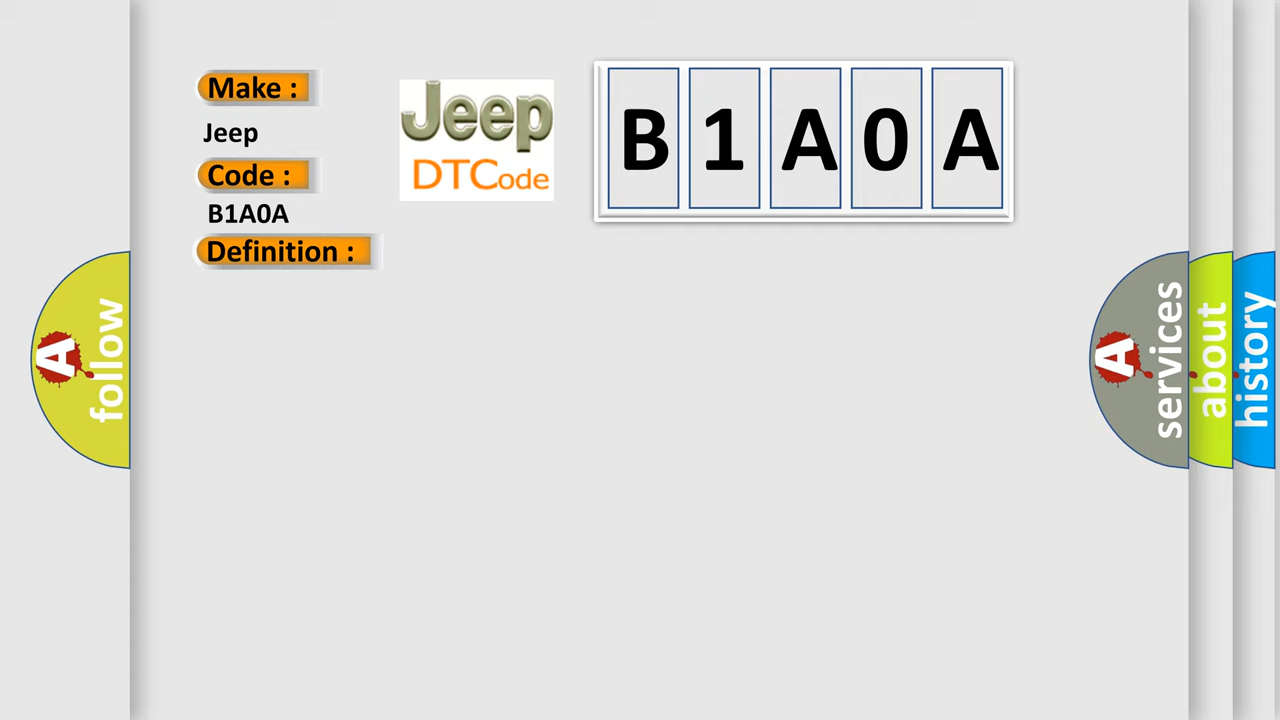 Make :
Jeep
Code :
B1A0A
Definition :
Jeep
DTCode
B 1 A 0 A
A follow
A services
about
history